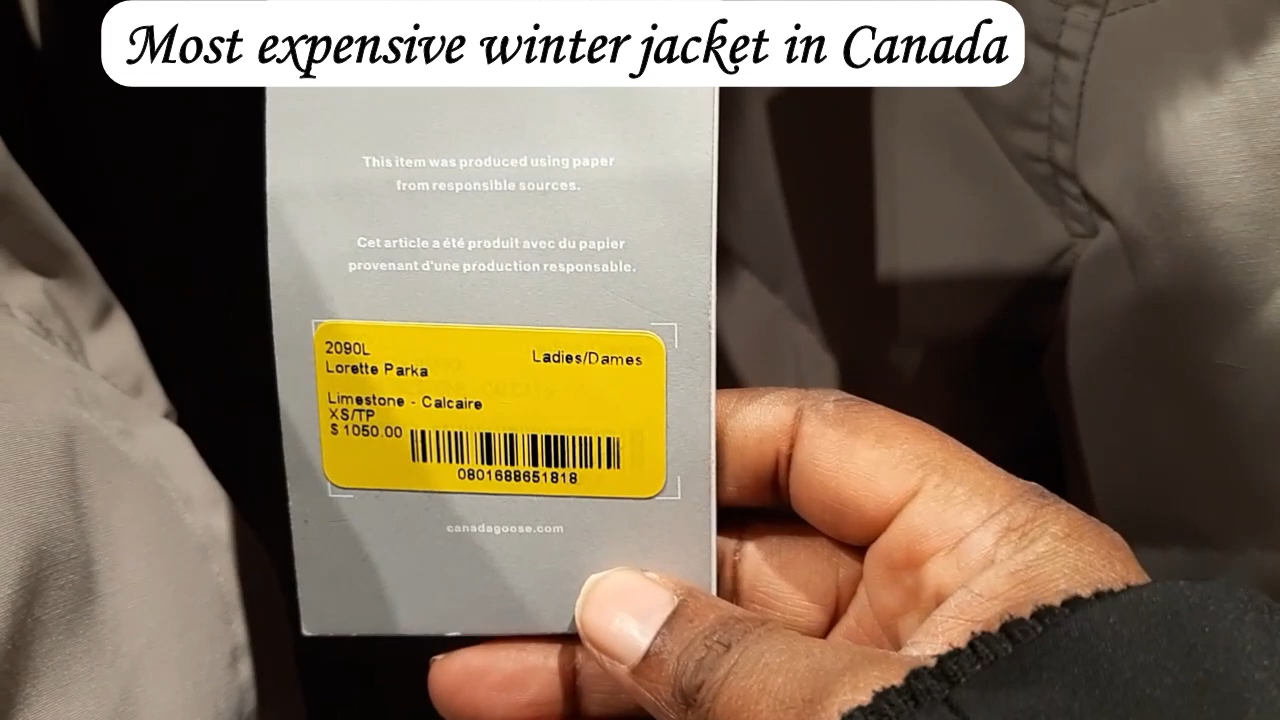 Most expensive winter jacket in Canada
This item was produced using paper
from responsible sources.
Cet article a été produit avec du papier
provenant d'une production responsable.
2090L
Ladies/Dames
Lorette Parka
Limestone - Calcaire
XS/TP
$ 1050.00
0801688651818
canadagoose.com